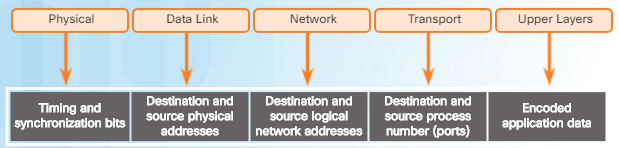 Physical
Data Link
Network
Transport
Upper Layers
Timing and
synchronization bits
Destination and
source physical
addresses
Destination and
source logical
network addresses
Destination and
source process
number (ports)
Encoded
application data